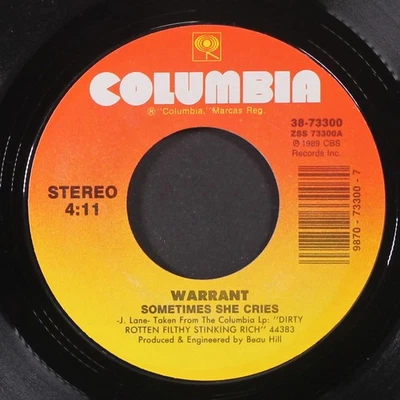 COLUMBIA
® "Columbia," Marcas Reg.
38-73300
ZSS 73300A
℗ 1989 CBS
Records Inc.
STEREO
4:11
9870 - 73300 - 7
WARRANT
SOMETIMES SHE CRIES
-J. Lane- Taken From The Columbia Lp: "DIRTY
ROTTEN FILTHY STINKING RICH" 44383
Produced & Engineered by Beau Hill